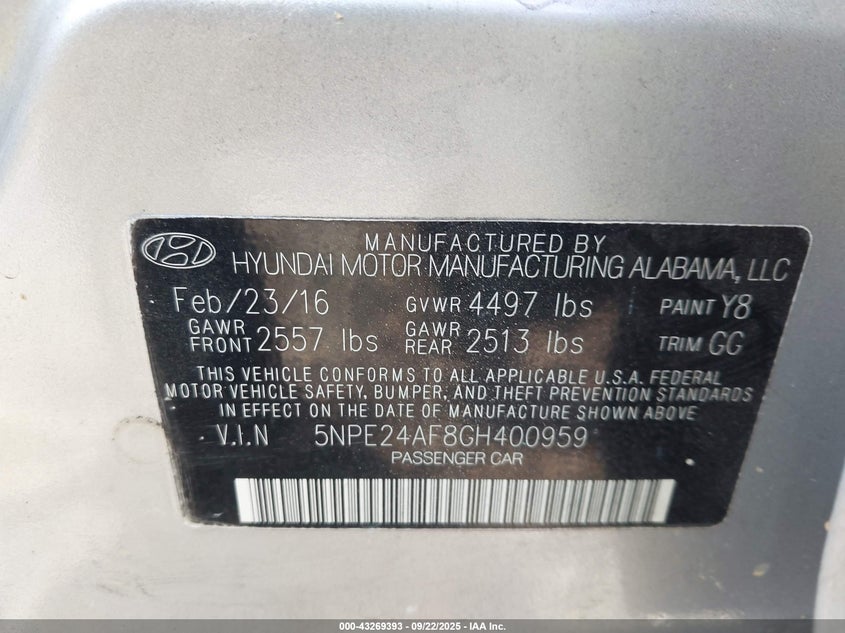 MANUFACTURED BY
HYUNDAI MOTOR MANUFACTURING ALABAMA, LLC
Feb/23/16 GVWR 4497 lbs PAINT Y8
GAWR FRONT 2557 lbs GAWR REAR 2513 lbs TRIM GG
THIS VEHICLE CONFORMS TO ALL APPLICABLE U.S.A. FEDERAL
MOTOR VEHICLE SAFETY, BUMPER, AND THEFT PREVENTION STANDARDS
IN EFFECT ON THE DATE OF MANUFACTURE SHOWN ABOVE
V.I.N 5NPE24AF8GH400959
PASSENGER CAR
000-43269393 - 09/22/2025 - IAA Inc.